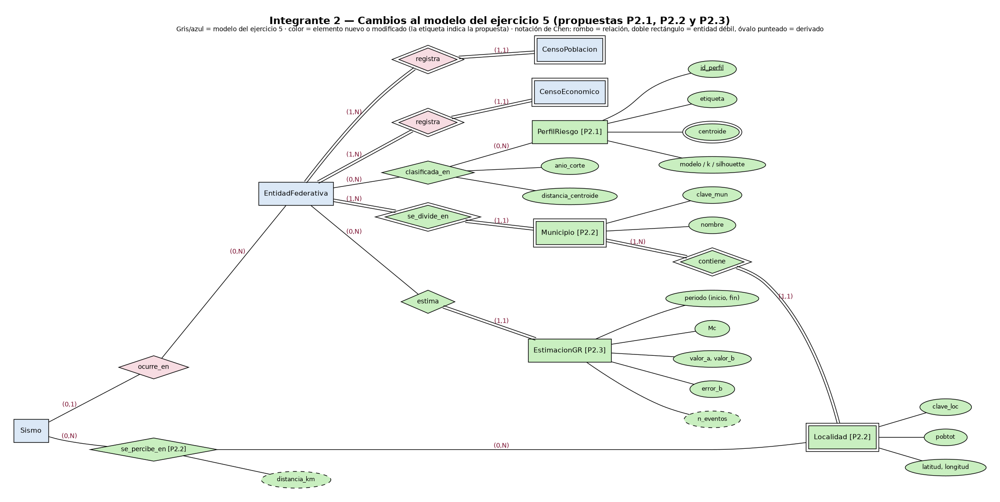 Integrante 2 — Cambios al modelo del ejercicio 5 (propuestas P2.1, P2.2 y P2.3)
Gris/azul = modelo del ejercicio 5 · color = elemento nuevo o modificado (la etiqueta indica la propuesta) · notación de Chen: rombo = relación, doble rectángulo = entidad débil, óvalo punteado = derivado
registra
(1,1)
CensoPoblacion
id_perfil
(1,N)
registra
(1,1)
CensoEconomico
etiqueta
(1,N)
PerfilRiesgo [P2.1]
centroide
(0,N)
modelo / k / silhouette
clasificada_en
anio_corte
(0,N)
distancia_centroide
EntidadFederativa
(1,N)
se_divide_en
(1,1)
Municipio [P2.2]
clave_mun
nombre
(1,N)
contiene
(1,1)
(0,N)
(0,N)
estima
(1,1)
EstimacionGR [P2.3]
periodo (inicio, fin)
Mc
valor_a, valor_b
error_b
n_eventos
ocurre_en
(0,1)
Sismo
(0,N)
se_percibe_en [P2.2]
(0,N)
distancia_km
Localidad [P2.2]
clave_loc
pobtot
latitud, longitud